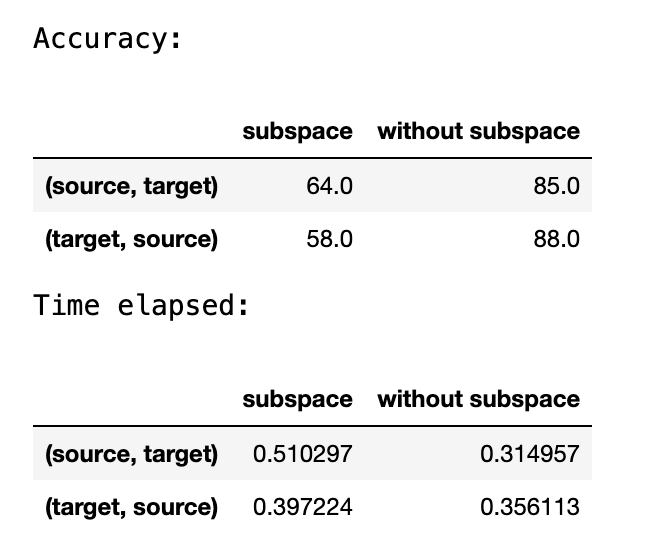 Accuracy:
subspace without subspace
(source, target) 64.0 85.0
(target, source) 58.0 88.0
Time elapsed:
subspace without subspace
(source, target) 0.510297 0.314957
(target, source) 0.397224 0.356113